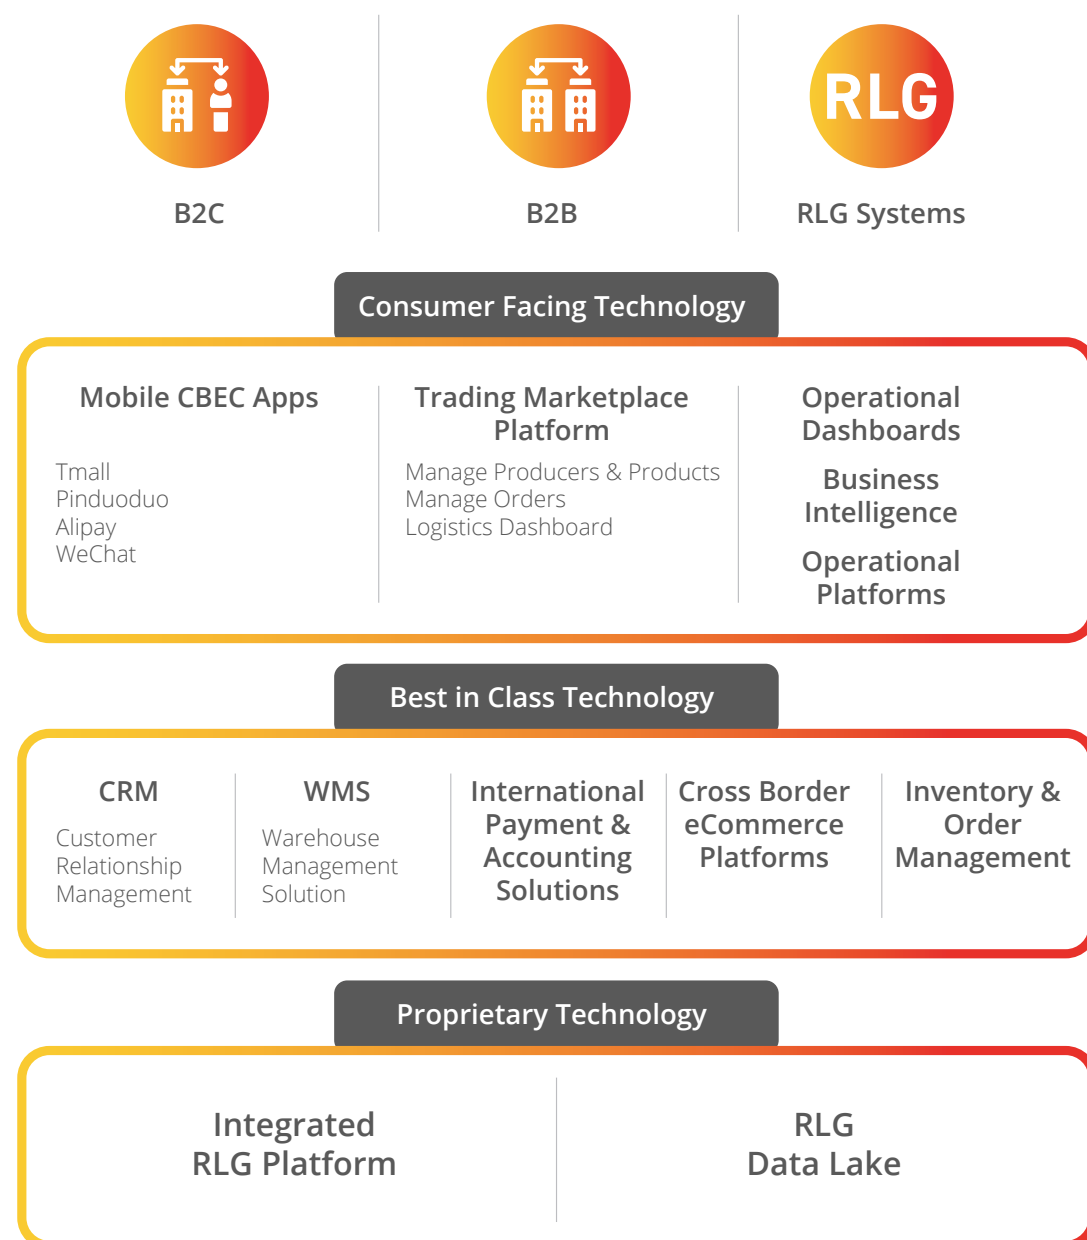 RLG
B2C
B2B
RLG Systems
Consumer Facing Technology
Mobile CBEC Apps
Tmall
Pinduoduo
Alipay
WeChat
Trading Marketplace
Platform
Manage Producers & Products
Manage Orders
Logistics Dashboard
Operational
Dashboards
Business
Intelligence
Operational
Platforms
Best in Class Technology
CRM
Customer
Relationship
Management
WMS
Warehouse
Management
Solution
International
Payment &
Accounting
Solutions
Cross Border
eCommerce
Platforms
Inventory &
Order
Management
Proprietary Technology
Integrated
RLG Platform
RLG
Data Lake